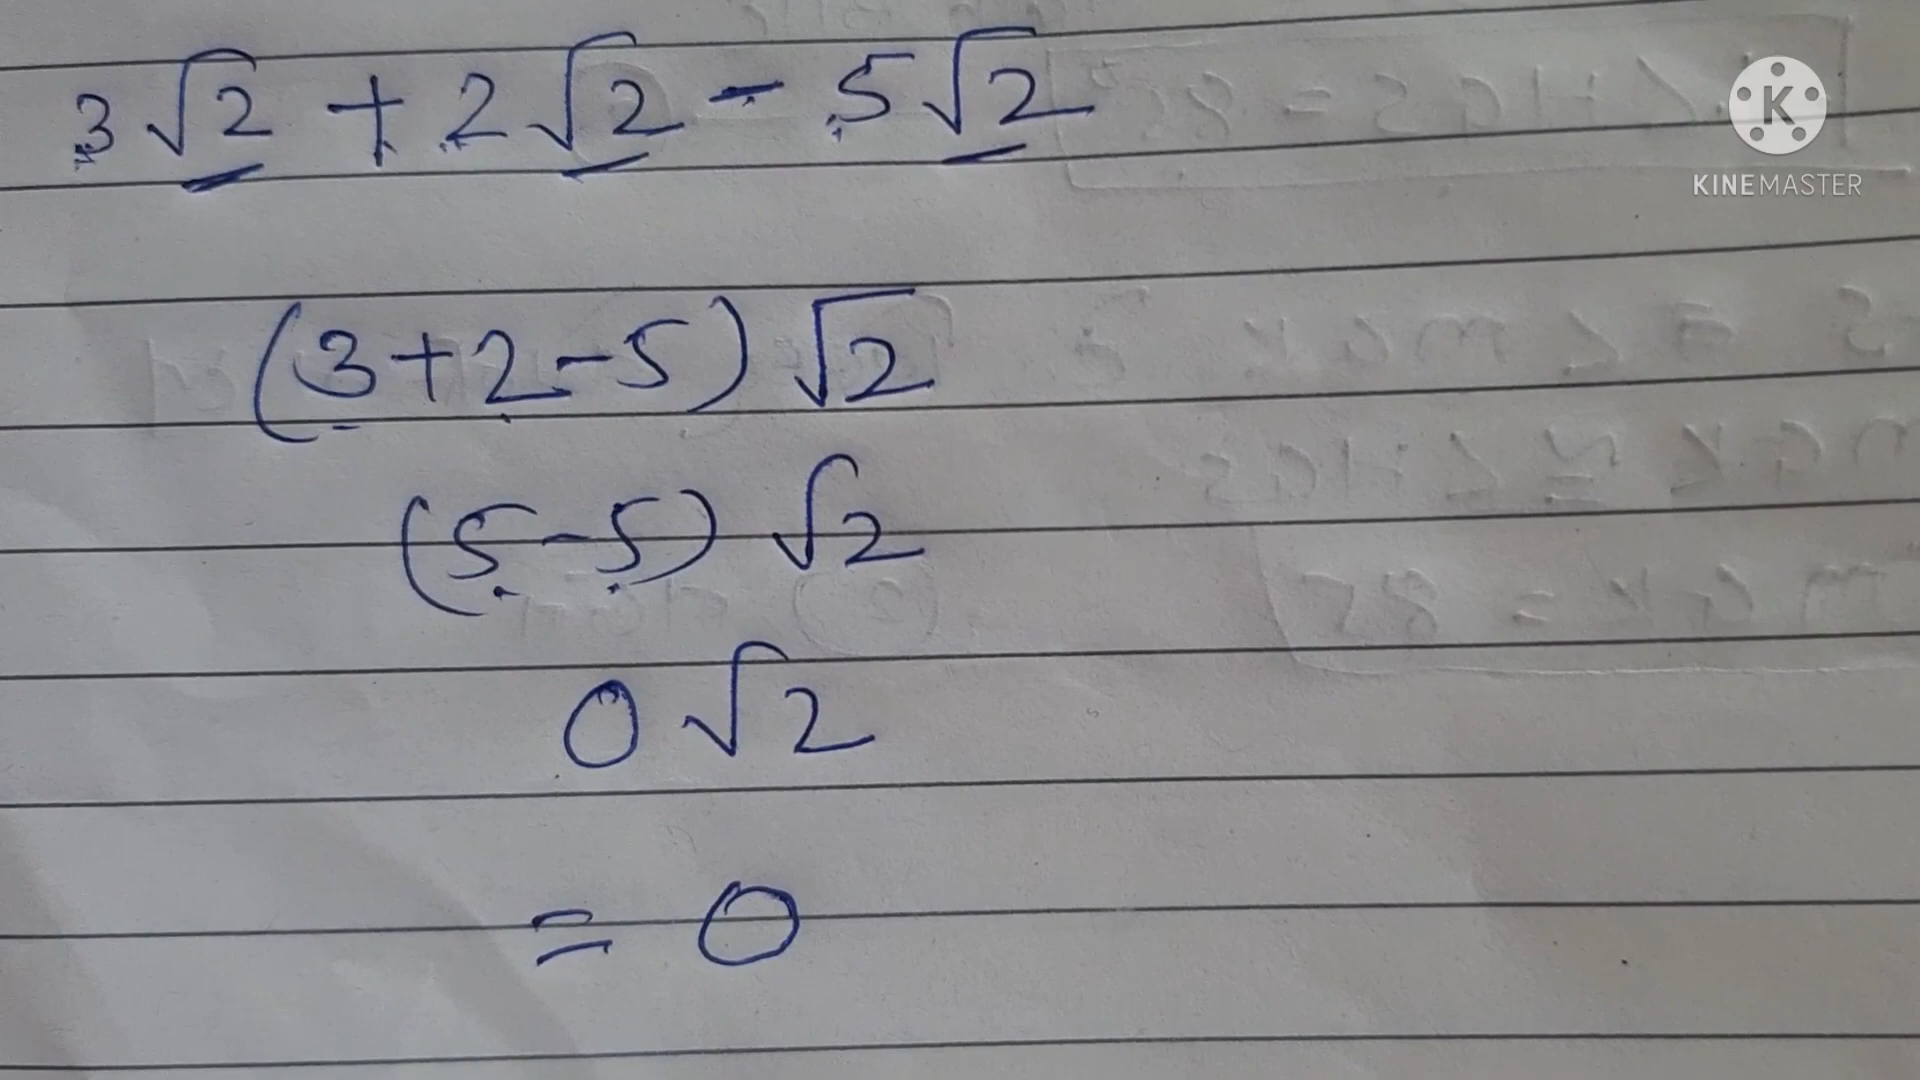 3√2 + 2√2 - 5√2
K
KINEMASTER
(3+2-5)√2
(5-5)√2
0√2
= 0